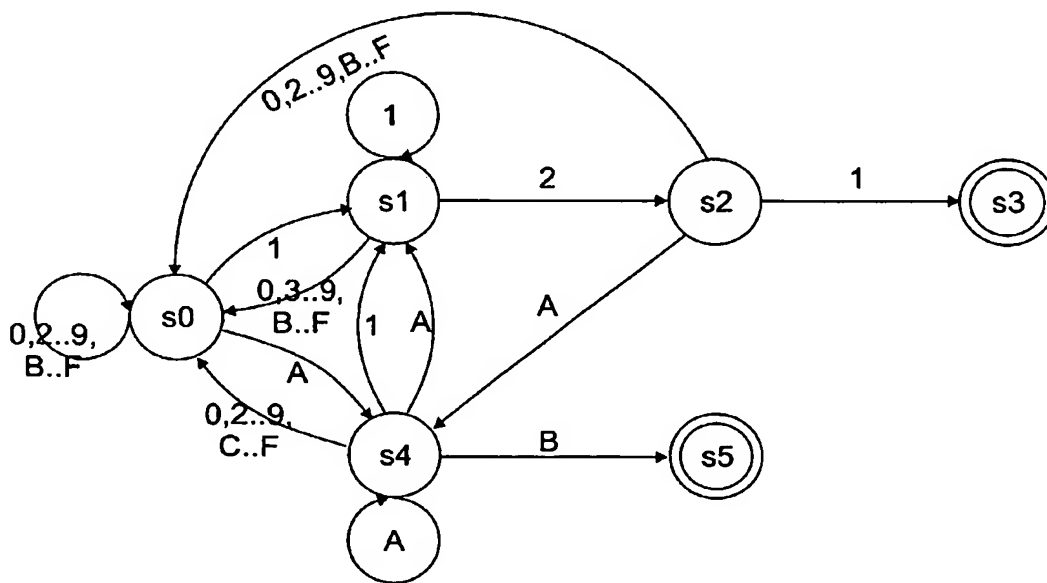 0,2..9,B..F
1
s1
2
s2
1
s3
1
0,3..9,
B..F
s0
0,2..9,
B..F
A
1
A
A
0,2..9,
C..F
s4
B
s5
A